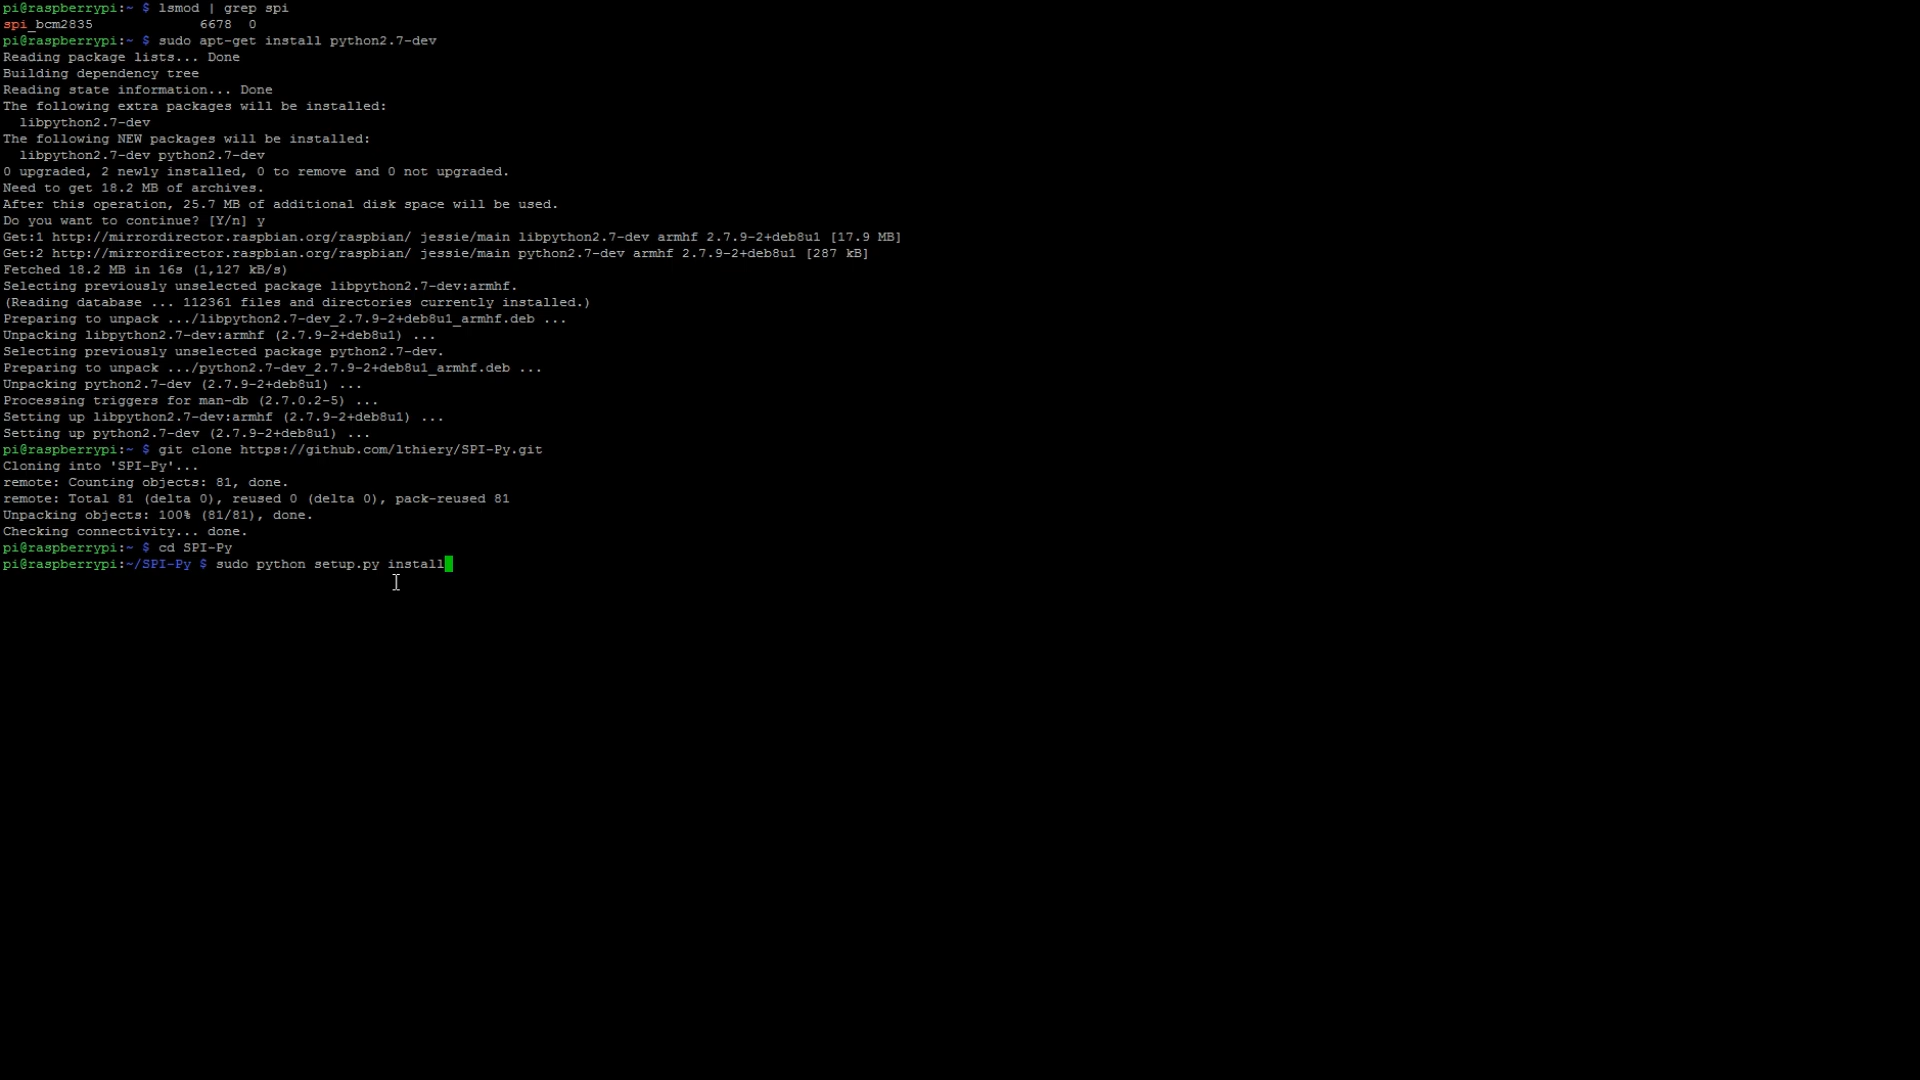 pi@raspberrypi:~ $ lsmod | grep spi
spi_bcm2835             6678  0
pi@raspberrypi:~ $ sudo apt-get install python2.7-dev
Reading package lists... Done
Building dependency tree
Reading state information... Done
The following extra packages will be installed:
  libpython2.7-dev
The following NEW packages will be installed:
  libpython2.7-dev python2.7-dev
0 upgraded, 2 newly installed, 0 to remove and 0 not upgraded.
Need to get 18.2 MB of archives.
After this operation, 25.7 MB of additional disk space will be used.
Do you want to continue? [Y/n] y
Get:1 http://mirrordirector.raspbian.org/raspbian/ jessie/main libpython2.7-dev armhf 2.7.9-2+deb8u1 [17.9 MB]
Get:2 http://mirrordirector.raspbian.org/raspbian/ jessie/main python2.7-dev armhf 2.7.9-2+deb8u1 [287 kB]
Fetched 18.2 MB in 16s (1,127 kB/s)
Selecting previously unselected package libpython2.7-dev:armhf.
(Reading database ... 112361 files and directories currently installed.)
Preparing to unpack .../libpython2.7-dev_2.7.9-2+deb8u1_armhf.deb ...
Unpacking libpython2.7-dev:armhf (2.7.9-2+deb8u1) ...
Selecting previously unselected package python2.7-dev.
Preparing to unpack .../python2.7-dev_2.7.9-2+deb8u1_armhf.deb ...
Unpacking python2.7-dev (2.7.9-2+deb8u1) ...
Processing triggers for man-db (2.7.0.2-5) ...
Setting up libpython2.7-dev:armhf (2.7.9-2+deb8u1) ...
Setting up python2.7-dev (2.7.9-2+deb8u1) ...
pi@raspberrypi:~ $ git clone https://github.com/lthiery/SPI-Py.git
Cloning into 'SPI-Py'...
remote: Counting objects: 81, done.
remote: Total 81 (delta 0), reused 0 (delta 0), pack-reused 81
Unpacking objects: 100% (81/81), done.
Checking connectivity... done.
pi@raspberrypi:~ $ cd SPI-Py
pi@raspberrypi:~/SPI-Py $ sudo python setup.py install